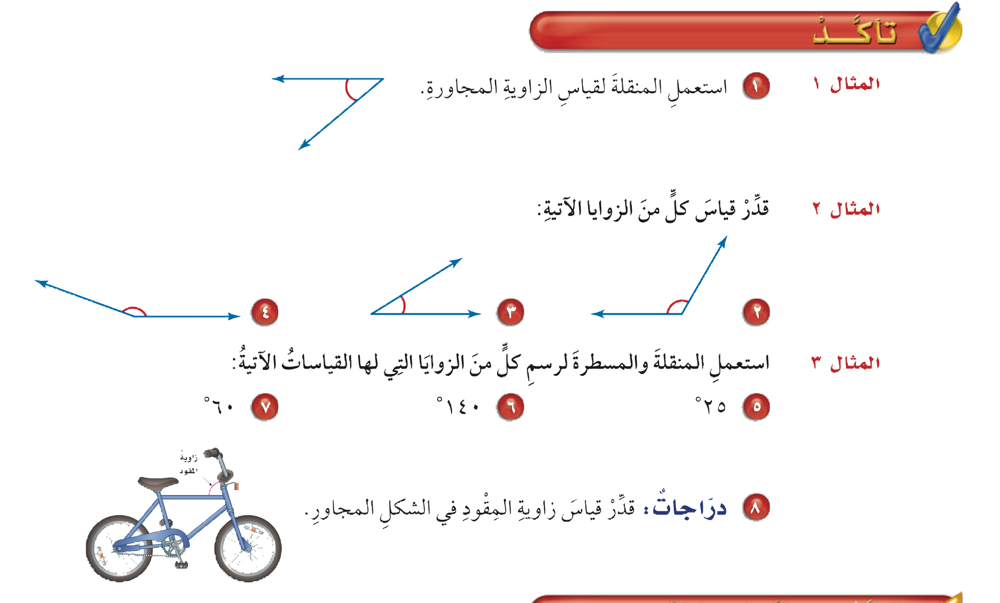 تأكَّـــدْ
المثال ١ ١ استعملِ المنقلةَ لقياسِ الزاويةِ المجاورةِ.
المثال ٢ قدِّرْ قياسَ كلٍّ منَ الزوايا الآتيةِ:
٢ ٣ ٤
المثال ٣ استعملِ المنقلةَ والمسطرةَ لرسمِ كلٍّ منَ الزوايَا التِي لها القياساتُ الآتيةُ:
٥ ٢٥° ٦ ١٤٠° ٧ ٦٠°
٨ درّاجاتٌ: قدِّرْ قياسَ زاويةِ المِقْودِ في الشكلِ المجاورِ.
زاويةُ
المقود